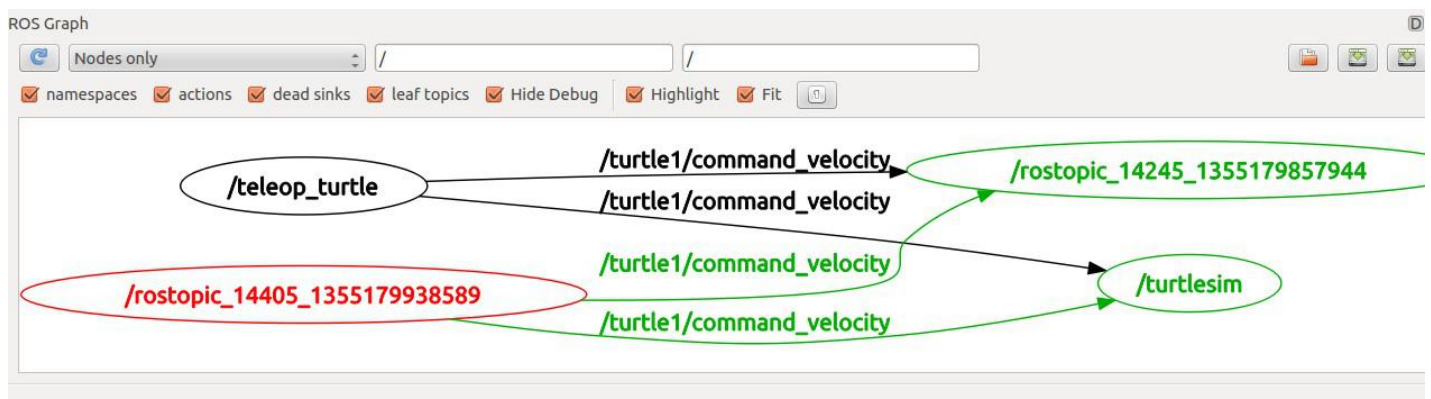 ROS Graph
D
Nodes only / /
namespaces actions dead sinks leaf topics Hide Debug Highlight Fit
/turtle1/command_velocity
/rostopic_14245_1355179857944
/teleop_turtle
/turtle1/command_velocity
/turtle1/command_velocity
/turtlesim
/rostopic_14405_1355179938589
/turtle1/command_velocity